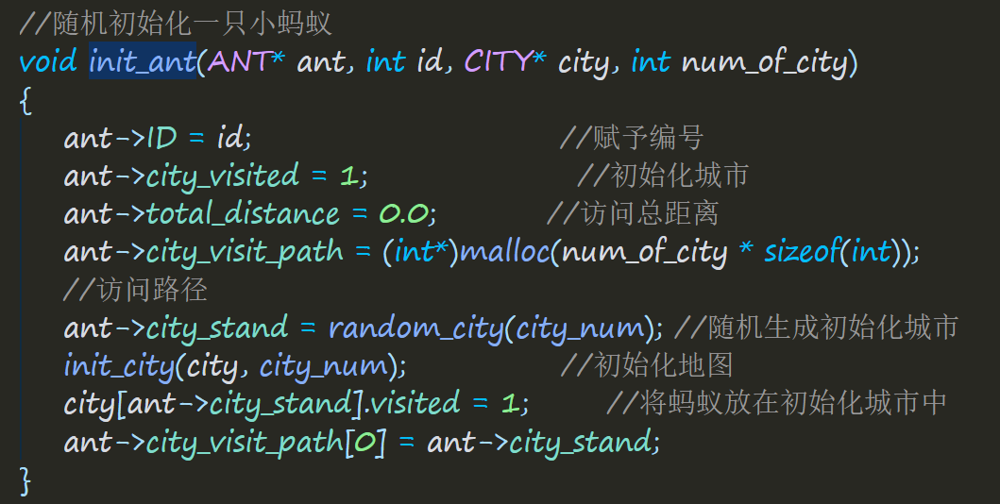 //随机初始化一只小蚂蚁
void init_ant(ANT* ant, int id, CITY* city, int num_of_city)
{
ant->ID = id; //赋予编号
ant->city_visited = 1; //初始化城市
ant->total_distance = 0.0; //访问总距离
ant->city_visit_path = (int*)malloc(num_of_city * sizeof(int));
//访问路径
ant->city_stand = random_city(city_num); //随机生成初始化城市
init_city(city, city_num); //初始化地图
city[ant->city_stand].visited = 1; //将蚂蚁放在初始化城市中
ant->city_visit_path[0] = ant->city_stand;
}